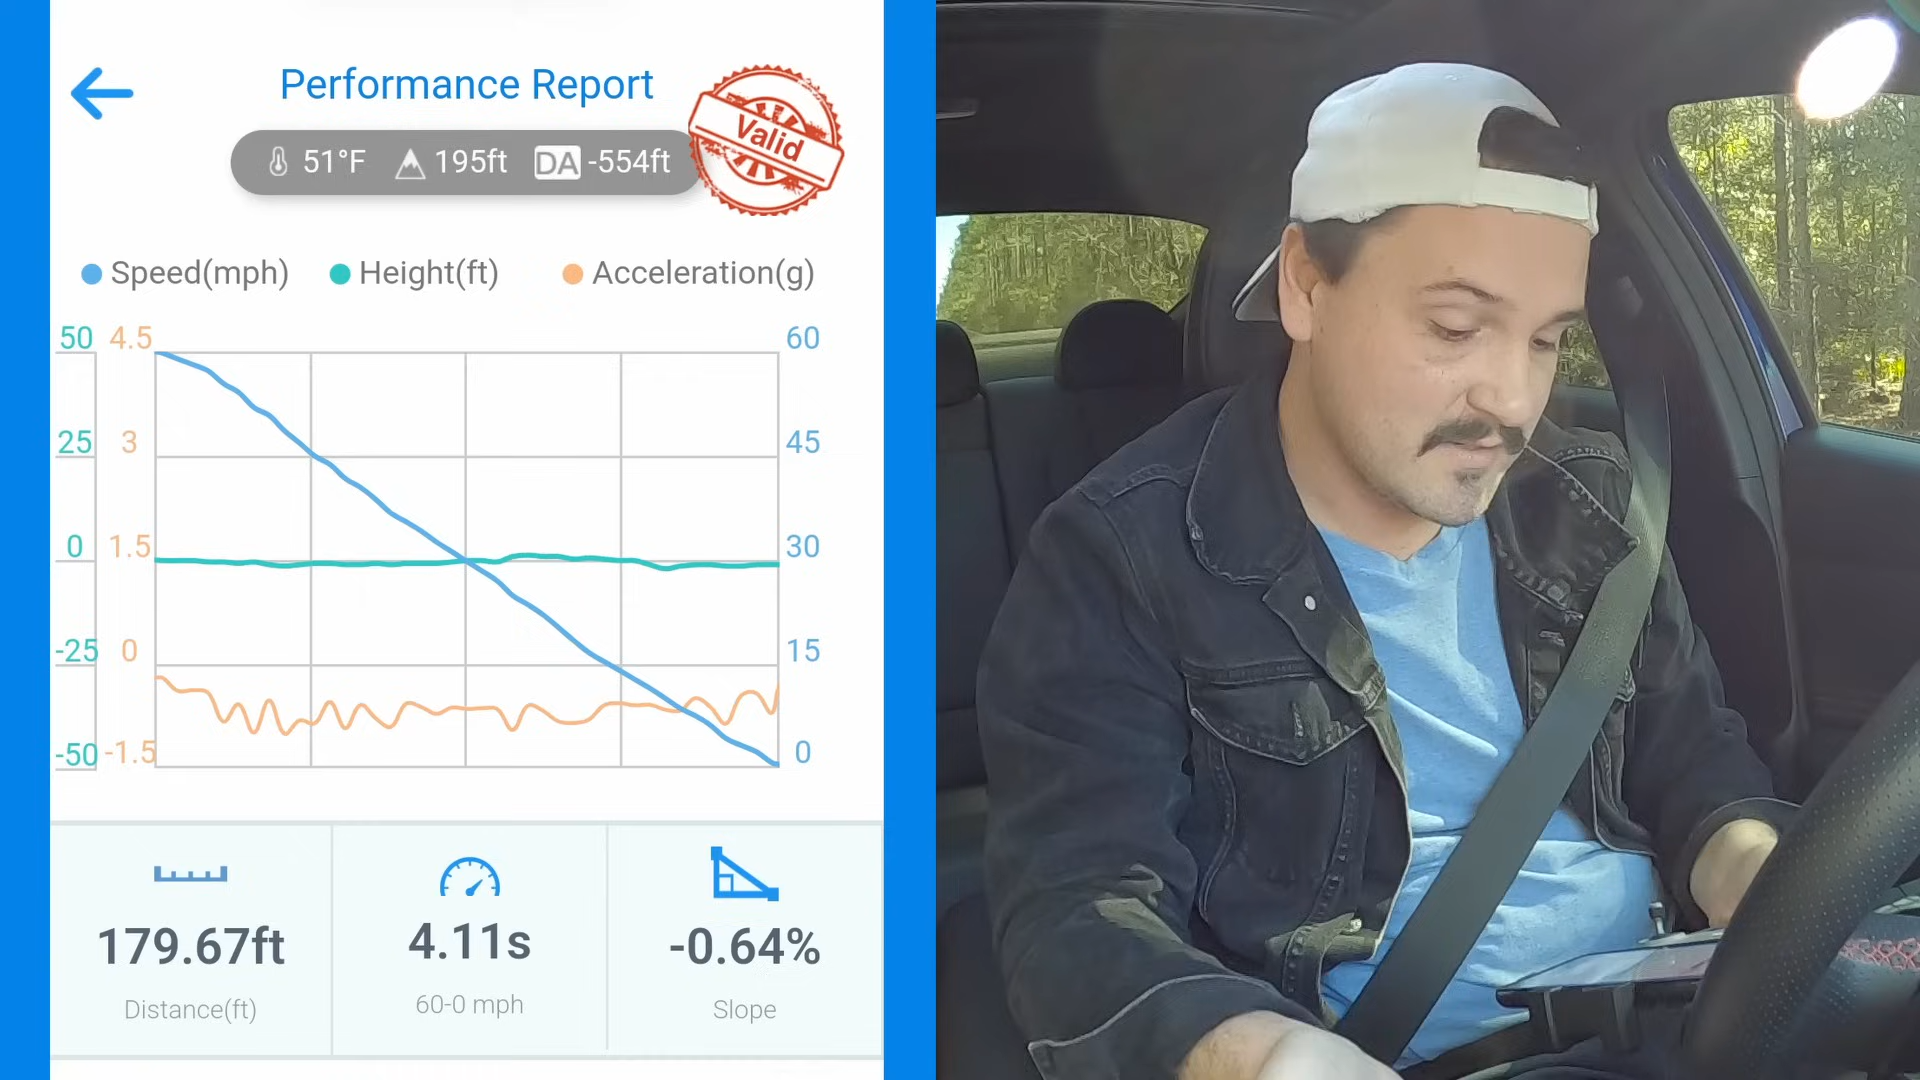 Performance Report
Valid
51°F 195ft DA -554ft
Speed(mph) Height(ft) Acceleration(g)
50 4.5 60
25 3 45
0 1.5 30
-25 0 15
-50 -1.5 0
179.67ft 4.11s -0.64%
Distance(ft) 60-0 mph Slope